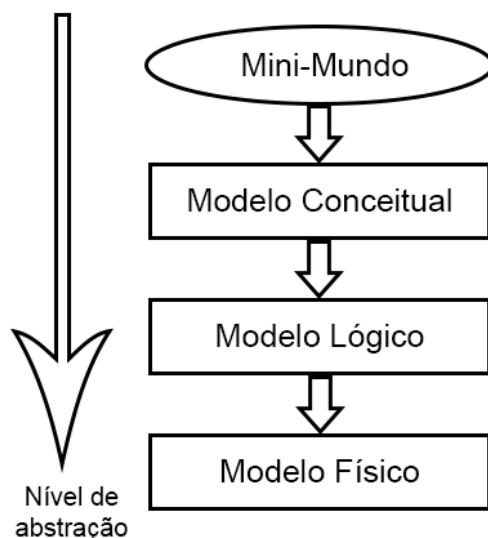 Mini-Mundo
Modelo Conceitual
Modelo Lógico
Modelo Físico
Nível de
abstração